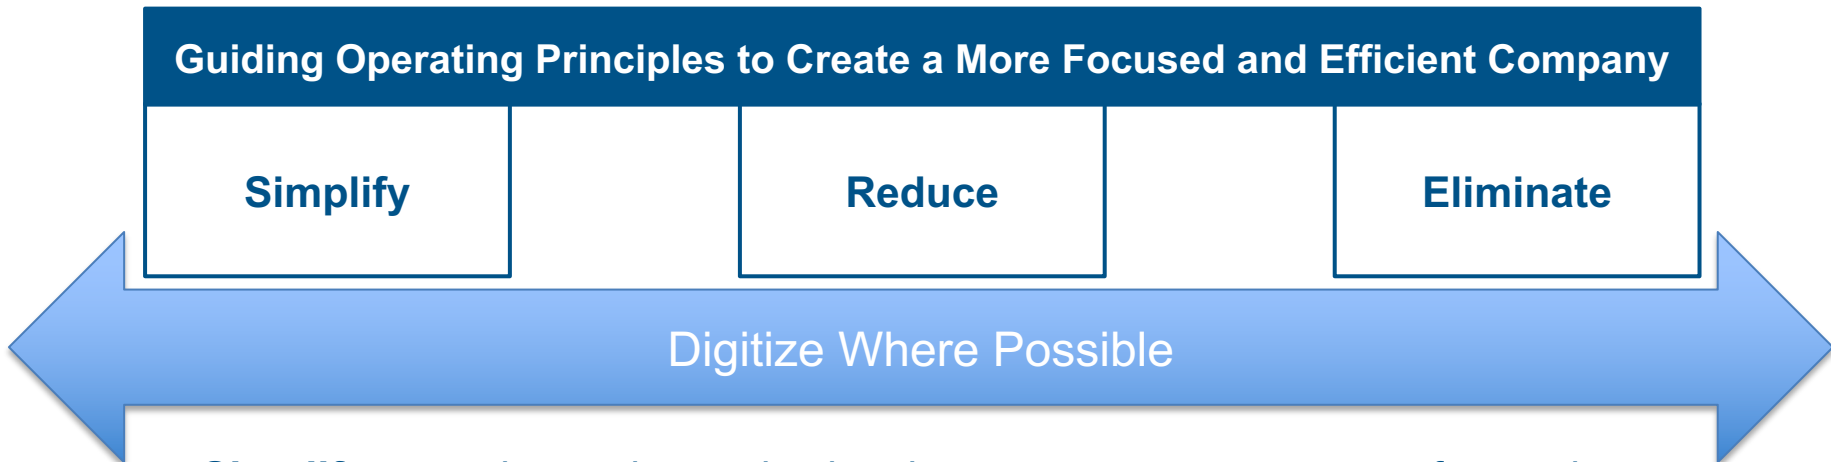 Guiding Operating Principles to Create a More Focused and Efficient Company
Simplify
Reduce
Eliminate
Digitize Where Possible